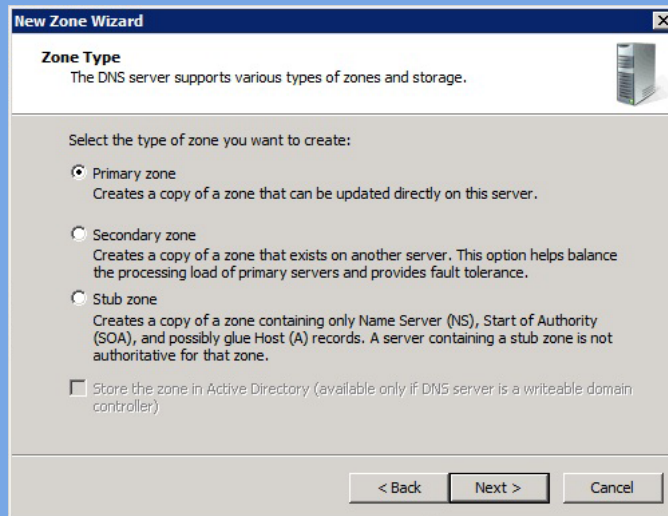 New Zone Wizard
Zone Type
The DNS server supports various types of zones and storage.
Select the type of zone you want to create:
Primary zone
Creates a copy of a zone that can be updated directly on this server.
Secondary zone
Creates a copy of a zone that exists on another server. This option helps balance
the processing load of primary servers and provides fault tolerance.
Stub zone
Creates a copy of a zone containing only Name Server (NS), Start of Authority
(SOA), and possibly glue Host (A) records. A server containing a stub zone is not
authoritative for that zone.
Store the zone in Active Directory (available only if DNS server is a writeable domain
controller)
< Back Next > Cancel